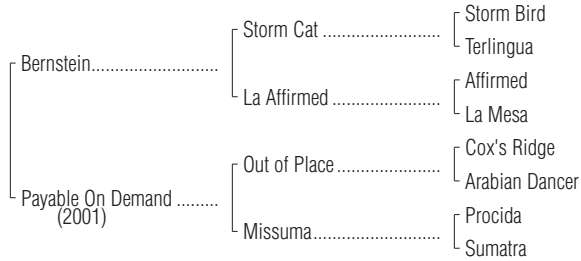 Storm Bird
Storm Cat ........................
Terlingua
Bernstein..........................
Affirmed
La Affirmed ......................
La Mesa
Cox's Ridge
Out of Place .....................
Arabian Dancer
Payable On Demand .........
(2001)
Procida
Missuma..........................
Sumatra